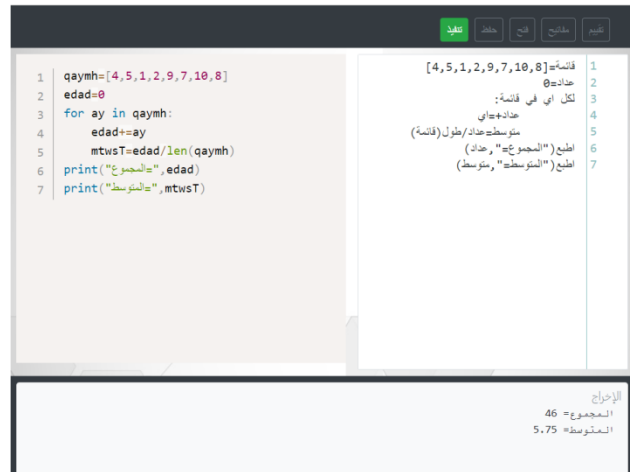 تقييم مفاتيح فتح حفظ تنفيذ
1 قائمة=[4,5,1,2,9,7,10,8]
2 عداد=0
3 لكل اي في قائمة:
4 عداد+=اي
5 متوسط=عداد/طول(قائمة)
6 اطبع("المجموع=",عداد)
7 اطبع("المتوسط=",متوسط)
1 qaymh=[4,5,1,2,9,7,10,8]
2 edad=0
3 for ay in qaymh:
4 edad+=ay
5 mtwsT=edad/len(qaymh)
6 print("المجموع=",edad)
7 print("المتوسط=",mtwsT)
الإخراج
المجموع= 46
المتوسط= 5.75